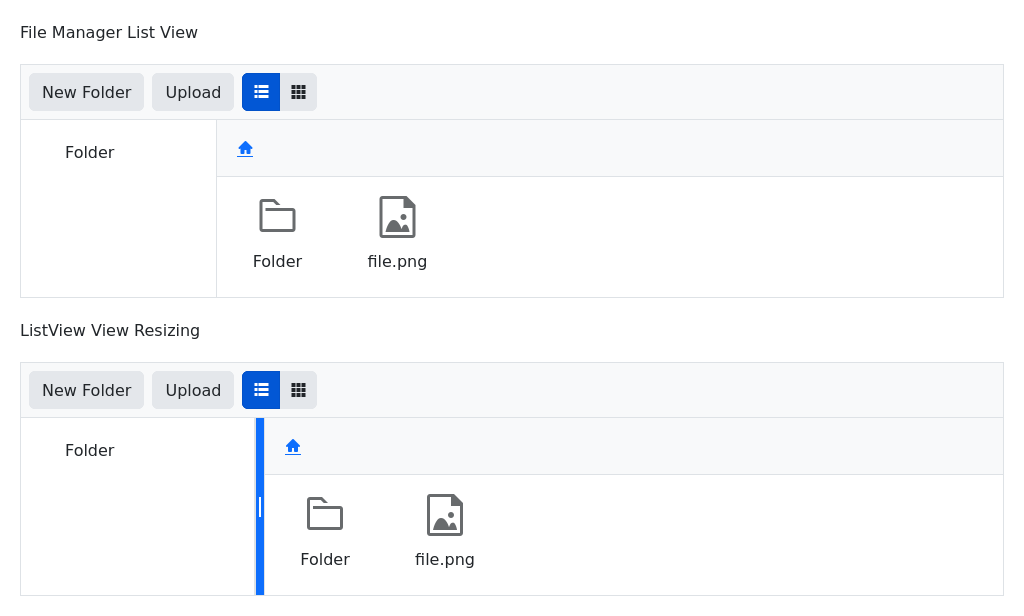 File Manager List View
New Folder Upload
Folder
Folder file.png
ListView View Resizing
New Folder Upload
Folder
Folder file.png